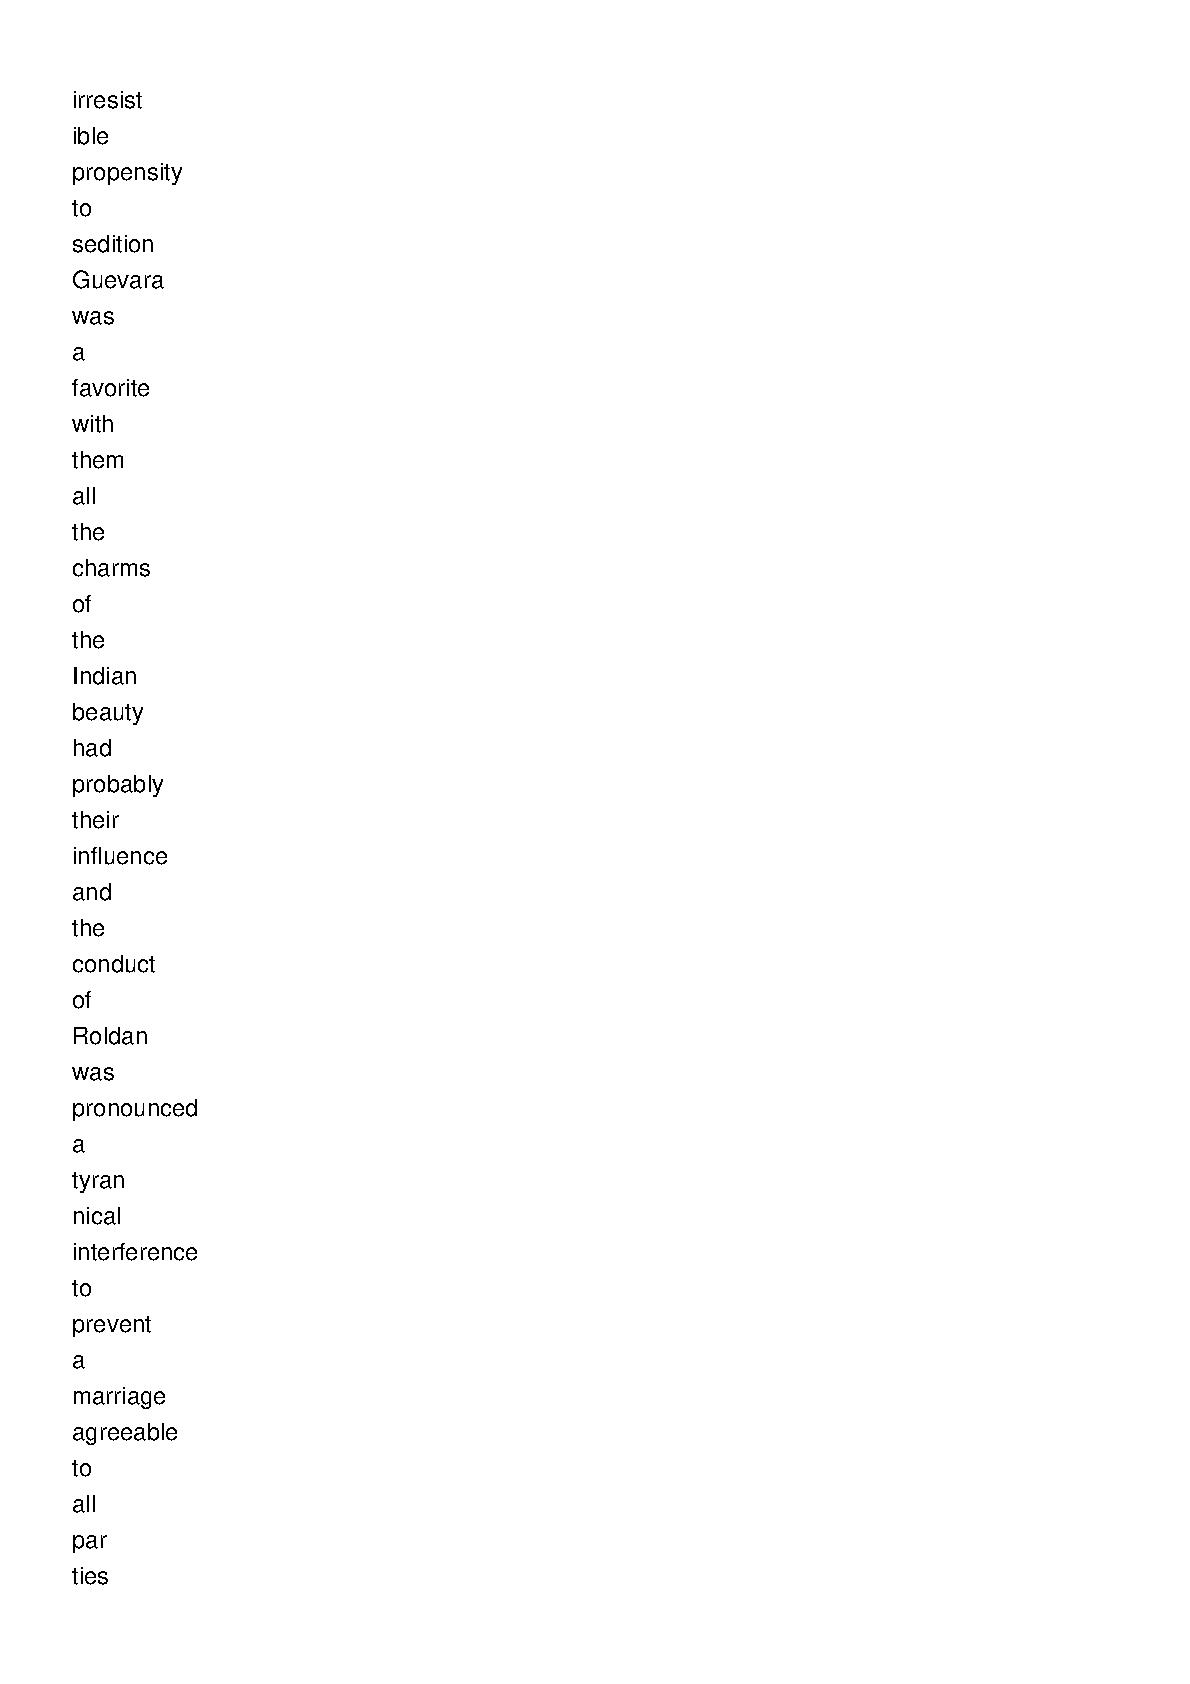 irresist
ible
propensity
to
sedition
Guevara
was
a
favorite
with
them
all
the
charms
of
the
Indian
beauty
had
probably
their
influence
and
the
conduct
of
Roldan
was
pronounced
a
tyran
nical
interference
to
prevent
a
marriage
agreeable
to
all
par
ties